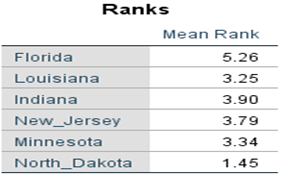 Ranks
Mean Rank
Florida 5.26
Louisiana 3.25
Indiana 3.90
New_Jersey 3.79
Minnesota 3.34
North_Dakota 1.45